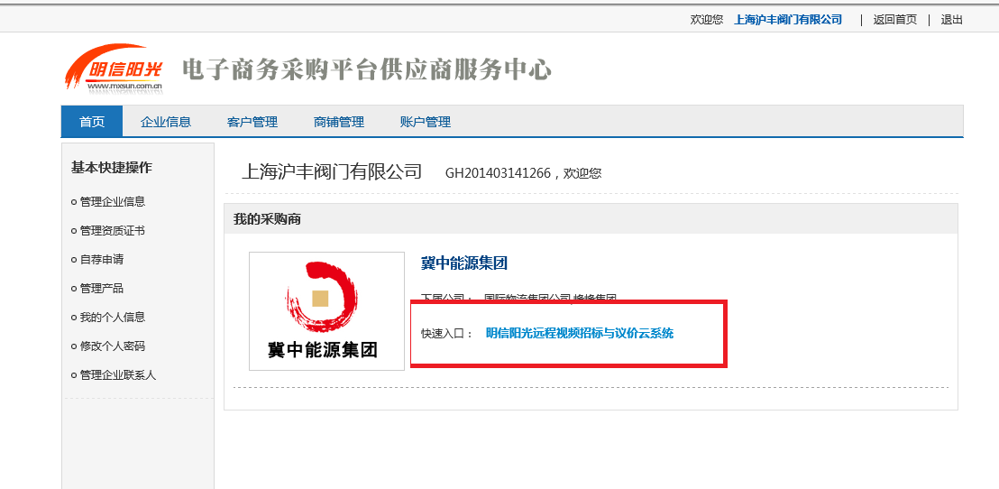 欢迎您 上海沪丰阀门有限公司 | 返回首页 | 退出
明信阳光
www.mxsun.com.cn
电子商务采购平台供应商服务中心
首页 企业信息 客户管理 商铺管理 账户管理
基本快捷操作
管理企业信息
管理资质证书
自荐申请
管理产品
我的个人信息
修改个人密码
管理企业联系人
上海沪丰阀门有限公司 GH201403141266，欢迎您
我的采购商
冀中能源集团
冀中能源集团
下属公司： 国际物流集团公司,峰峰集团
快速入口： 明信阳光远程视频招标与议价云系统